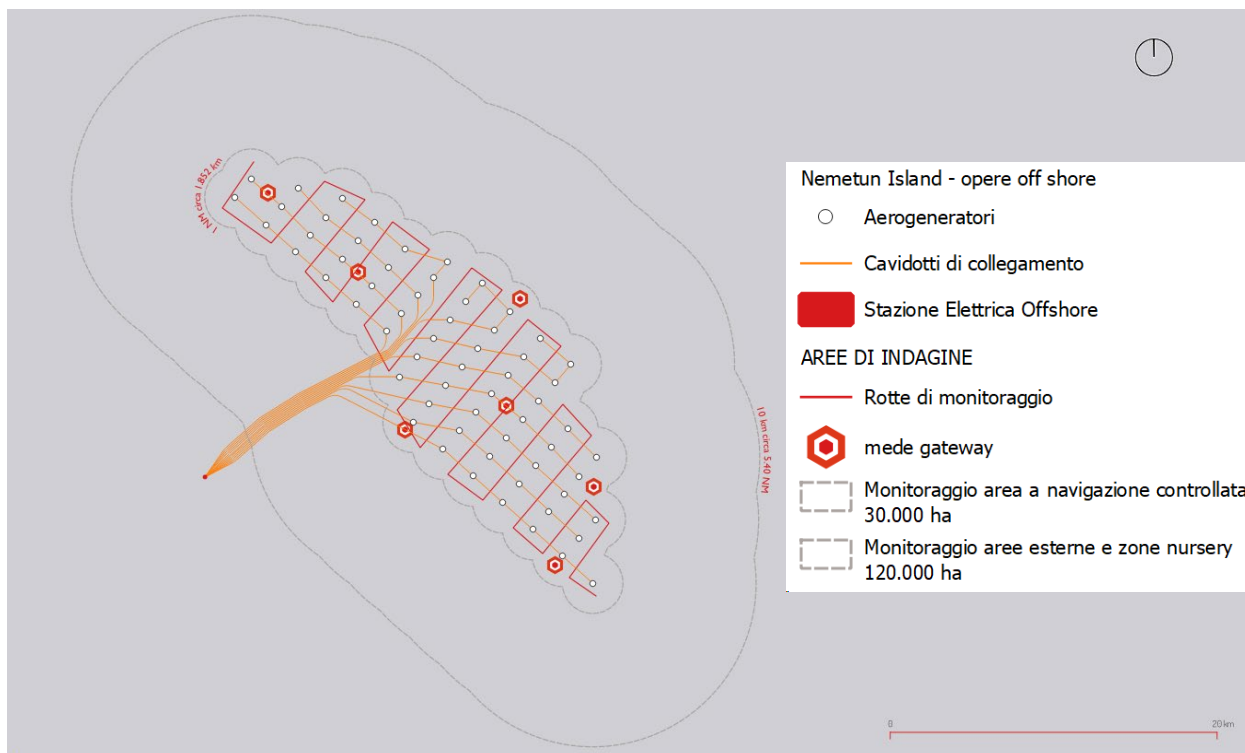 1 NM circa 1.852 km
10 km circa 5.40 NM
Nemetun Island - opere off shore
Aerogeneratori
Cavidotti di collegamento
Stazione Elettrica Offshore
AREE DI INDAGINE
Rotte di monitoraggio
mede gateway
Monitoraggio area a navigazione controllata
30.000 ha
Monitoraggio aree esterne e zone nursery
120.000 ha
0
20 km